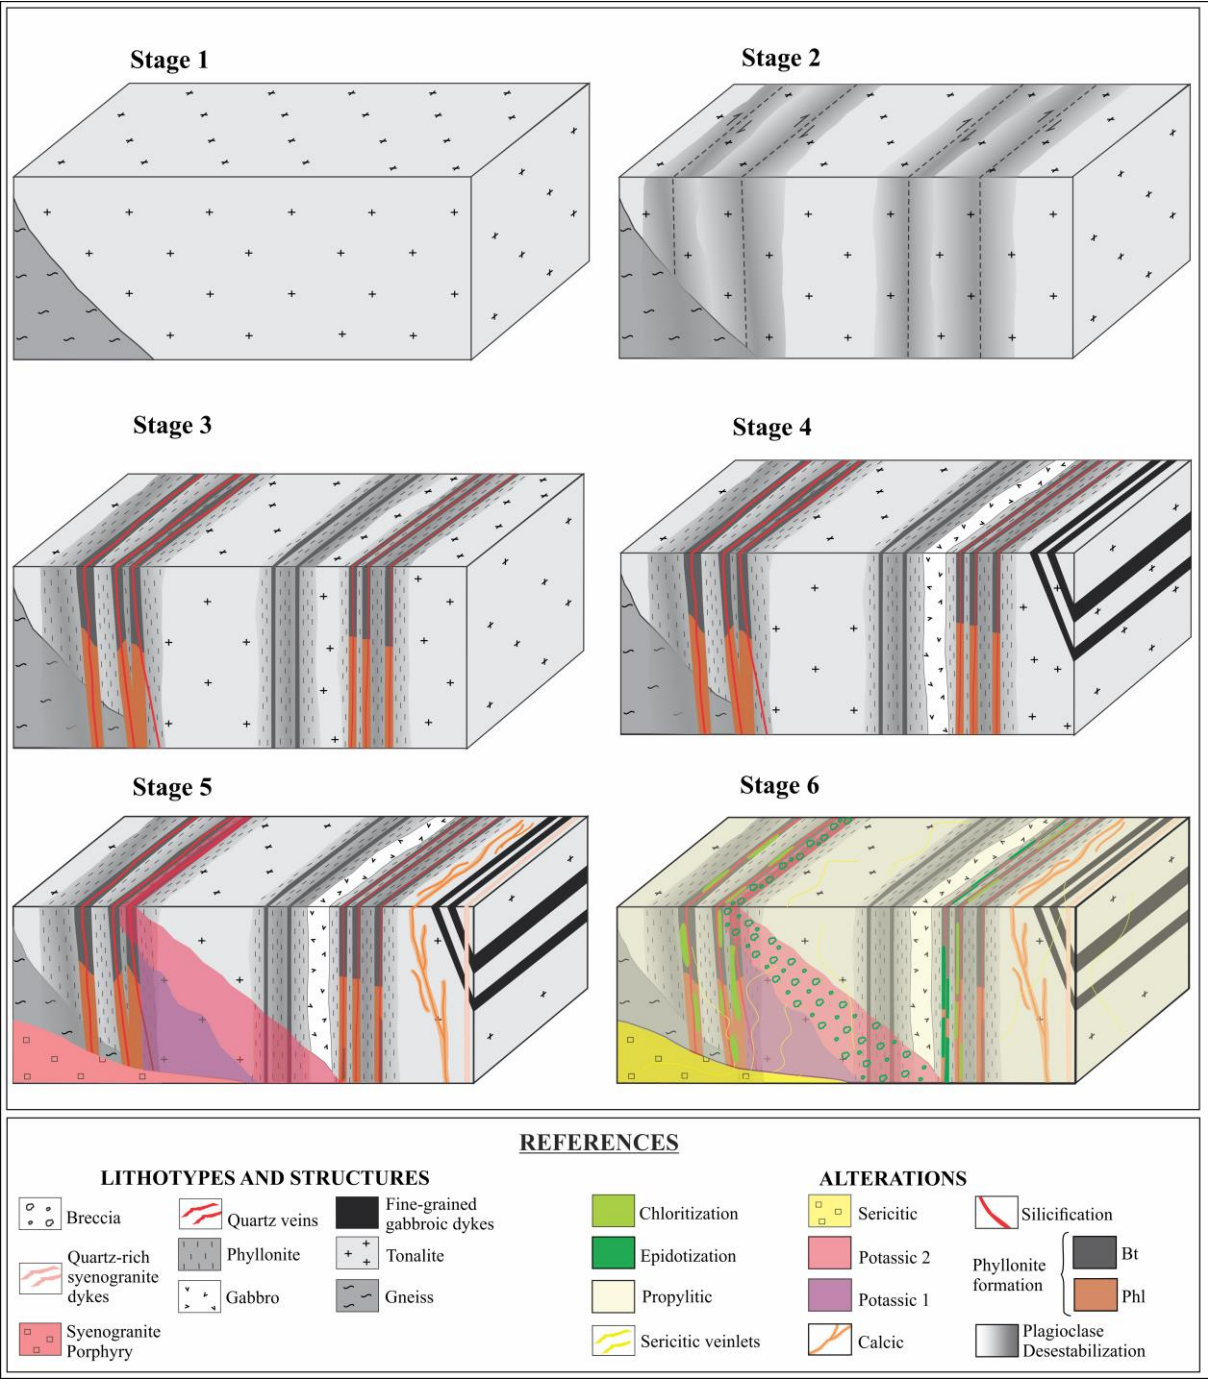 Stage 1
Stage 2
Stage 3
Stage 4
Stage 5
Stage 6
REFERENCES
LITHOTYPES AND STRUCTURES
Breccia
Quartz-rich
syenogranite
dykes
Syenogranite
Porphyry
Quartz veins
Phyllonite
Gabbro
Fine-grained
gabbroic dykes
Tonalite
Gneiss
ALTERATIONS
Chloritization
Epidotization
Propylitic
Sericitic veinlets
Sericitic
Potassic 2
Potassic 1
Calcic
Silicification
Phyllonite
formation
Bt
Phl
Plagioclase
Desestabilization